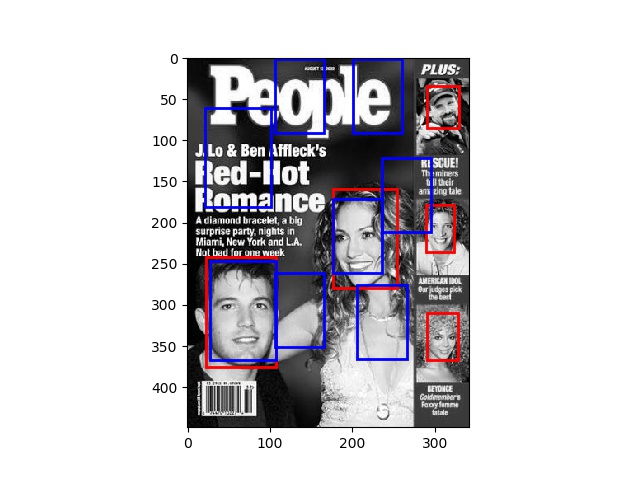 0
50
100
150
200
250
300
350
400
0
100
200
300
People
J.Lo & Ben Affleck's
Red-Hot
Romance
A diamond bracelet, a big
surprise party, nights in
Miami, New York and L.A.
Not bad for one week
PLUS:
RESCUE!
The miners
tell their
amazing tale
AMERICAN IDOL
Our judges pick
the best
BEYONCE
Goldmember's
Foxxy femme
fatale